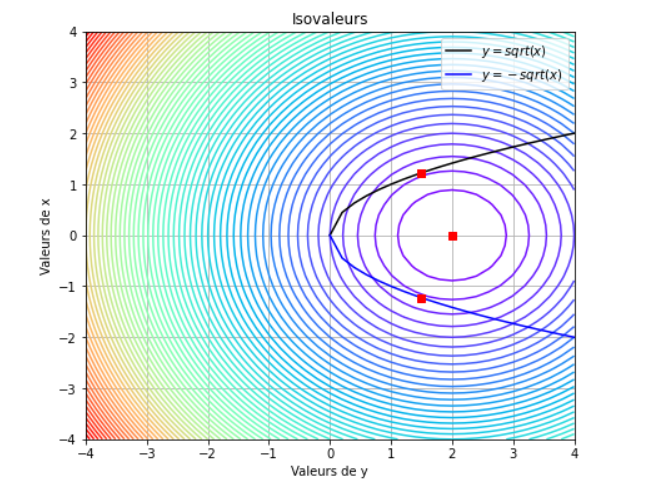 Isovaleurs
y = sqrt(x)
y = − sqrt(x)
Valeurs de x
4
3
2
1
0
−1
−2
−3
−4
−4 −3 −2 −1 0 1 2 3 4
Valeurs de y